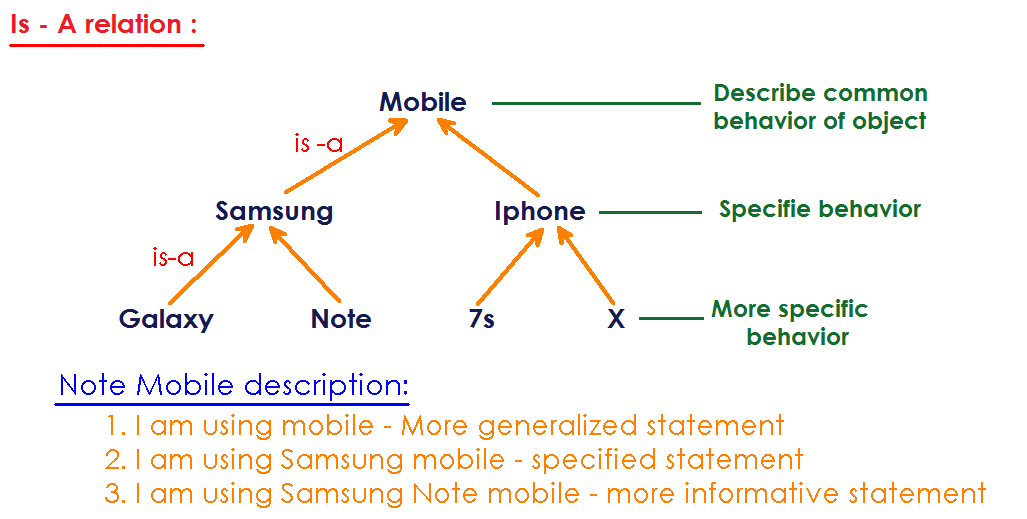 Is - A relation :
Mobile
Describe common
behavior of object
is -a
Samsung
Iphone
Specifie behavior
is-a
Galaxy
Note
7s
X
More specific
behavior
Note Mobile description:
1. I am using mobile - More generalized statement
2. I am using Samsung mobile - specified statement
3. I am using Samsung Note mobile - more informative statement